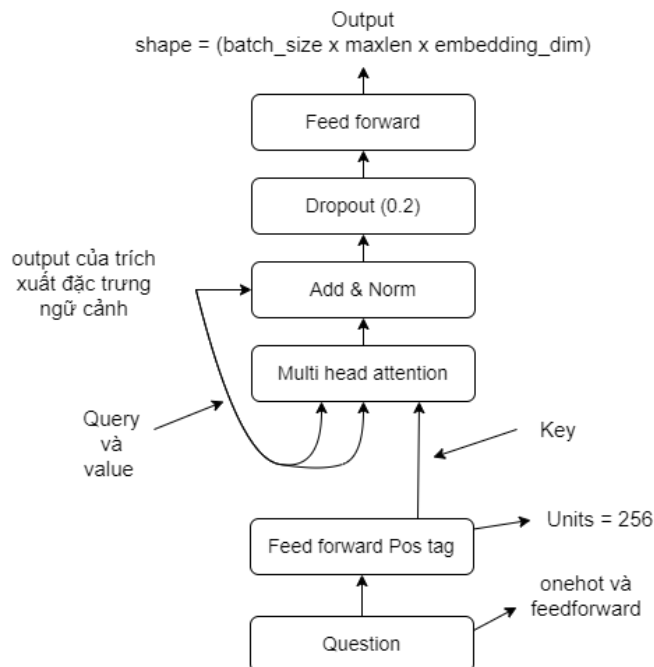 Output
shape = (batch_size x maxlen x embedding_dim)
Feed forward
Dropout (0.2)
output của trích
xuất đặc trưng
ngữ cảnh
Add & Norm
Multi head attention
Query
và
value
Key
Feed forward Pos tag
Units = 256
onehot và
feedforward
Question